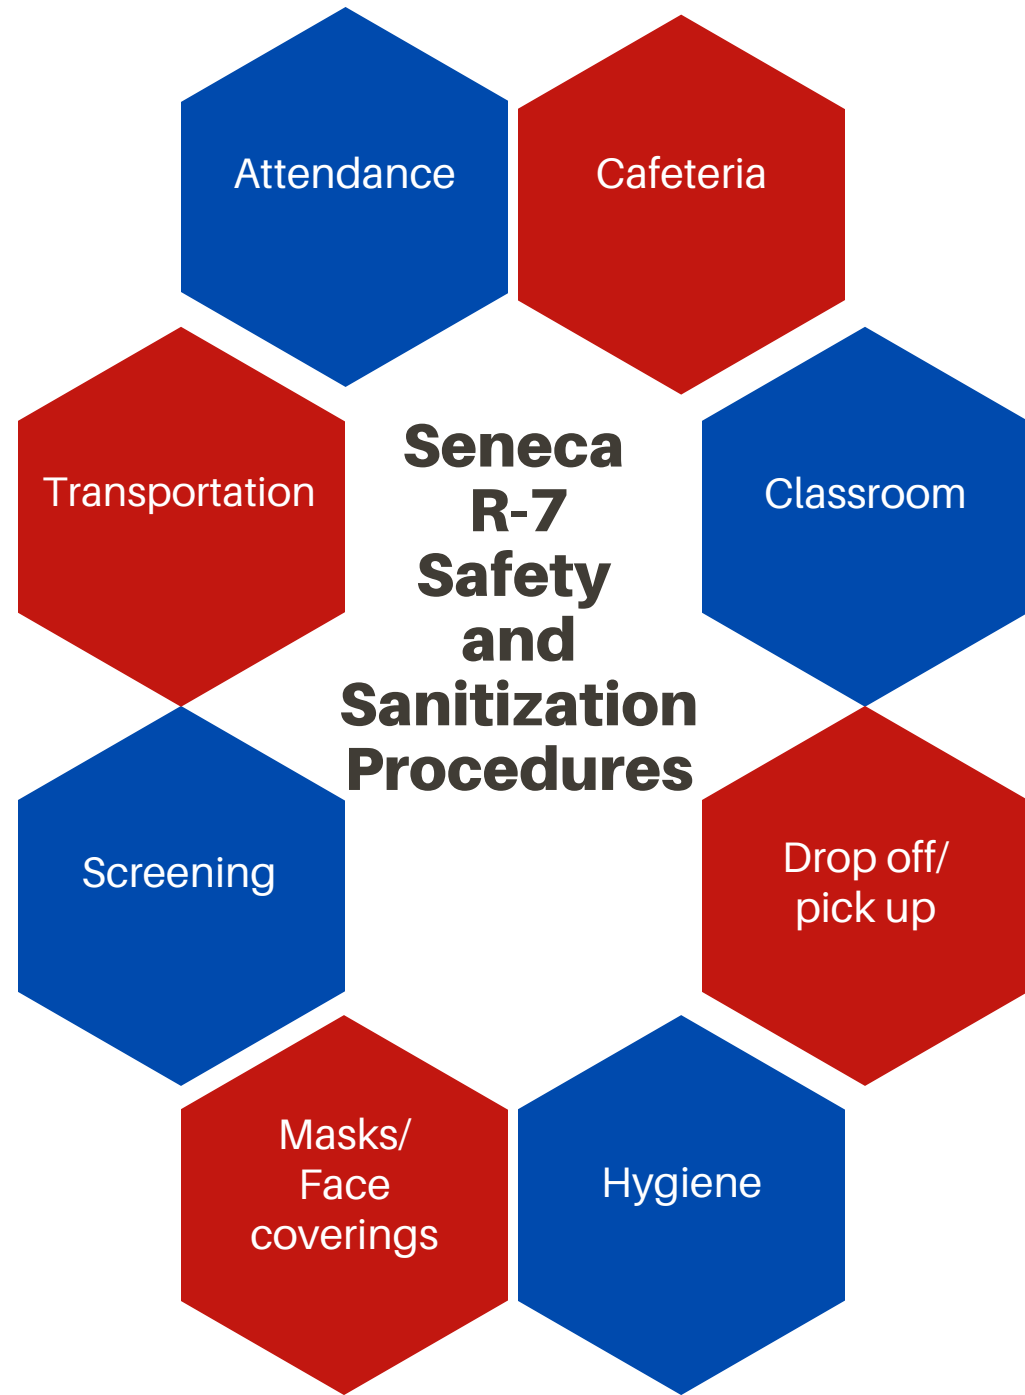 Attendance
Cafeteria
Transportation
Seneca
R-7
Safety
and
Sanitization
Procedures
Classroom
Screening
Drop off/
pick up
Masks/
Face
coverings
Hygiene